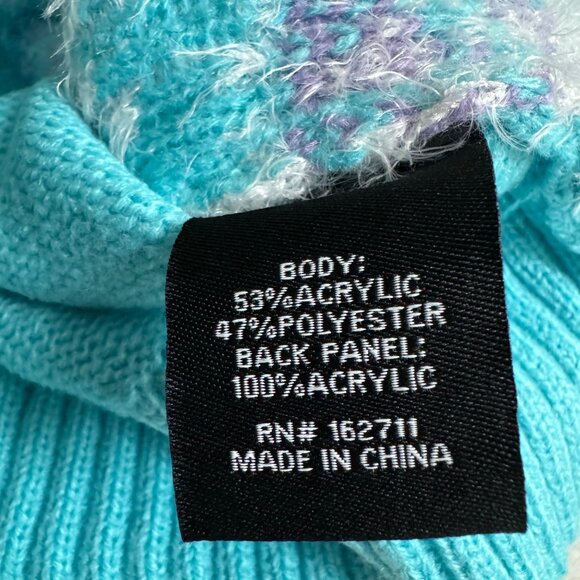 BODY:
53%ACRYLIC
47%POLYESTER
BACK PANEL:
100%ACRYLIC
RN# 162711
MADE IN CHINA